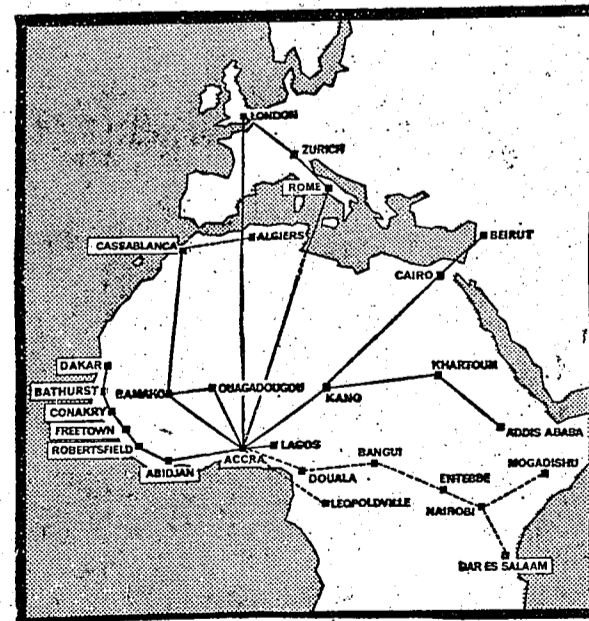 LONDON
ZURICH
ROME
CASSABLANCA
ALGIERS
BEIRUT
CAIRO
DAKAR
BATHURST
BAMAKO
OUAGADOUGOU
KANO
KHARTOUM
CONAKRY
FREETOWN
ADDIS ABABA
ROBERTSFIELD
LAGOS
ABIDJAN
ACCRA
BANGUI
DOUALA
MOGADISHU
ENTEBBE
LEOPOLDVILLE
NAIROBI
DAR ES SALAAM